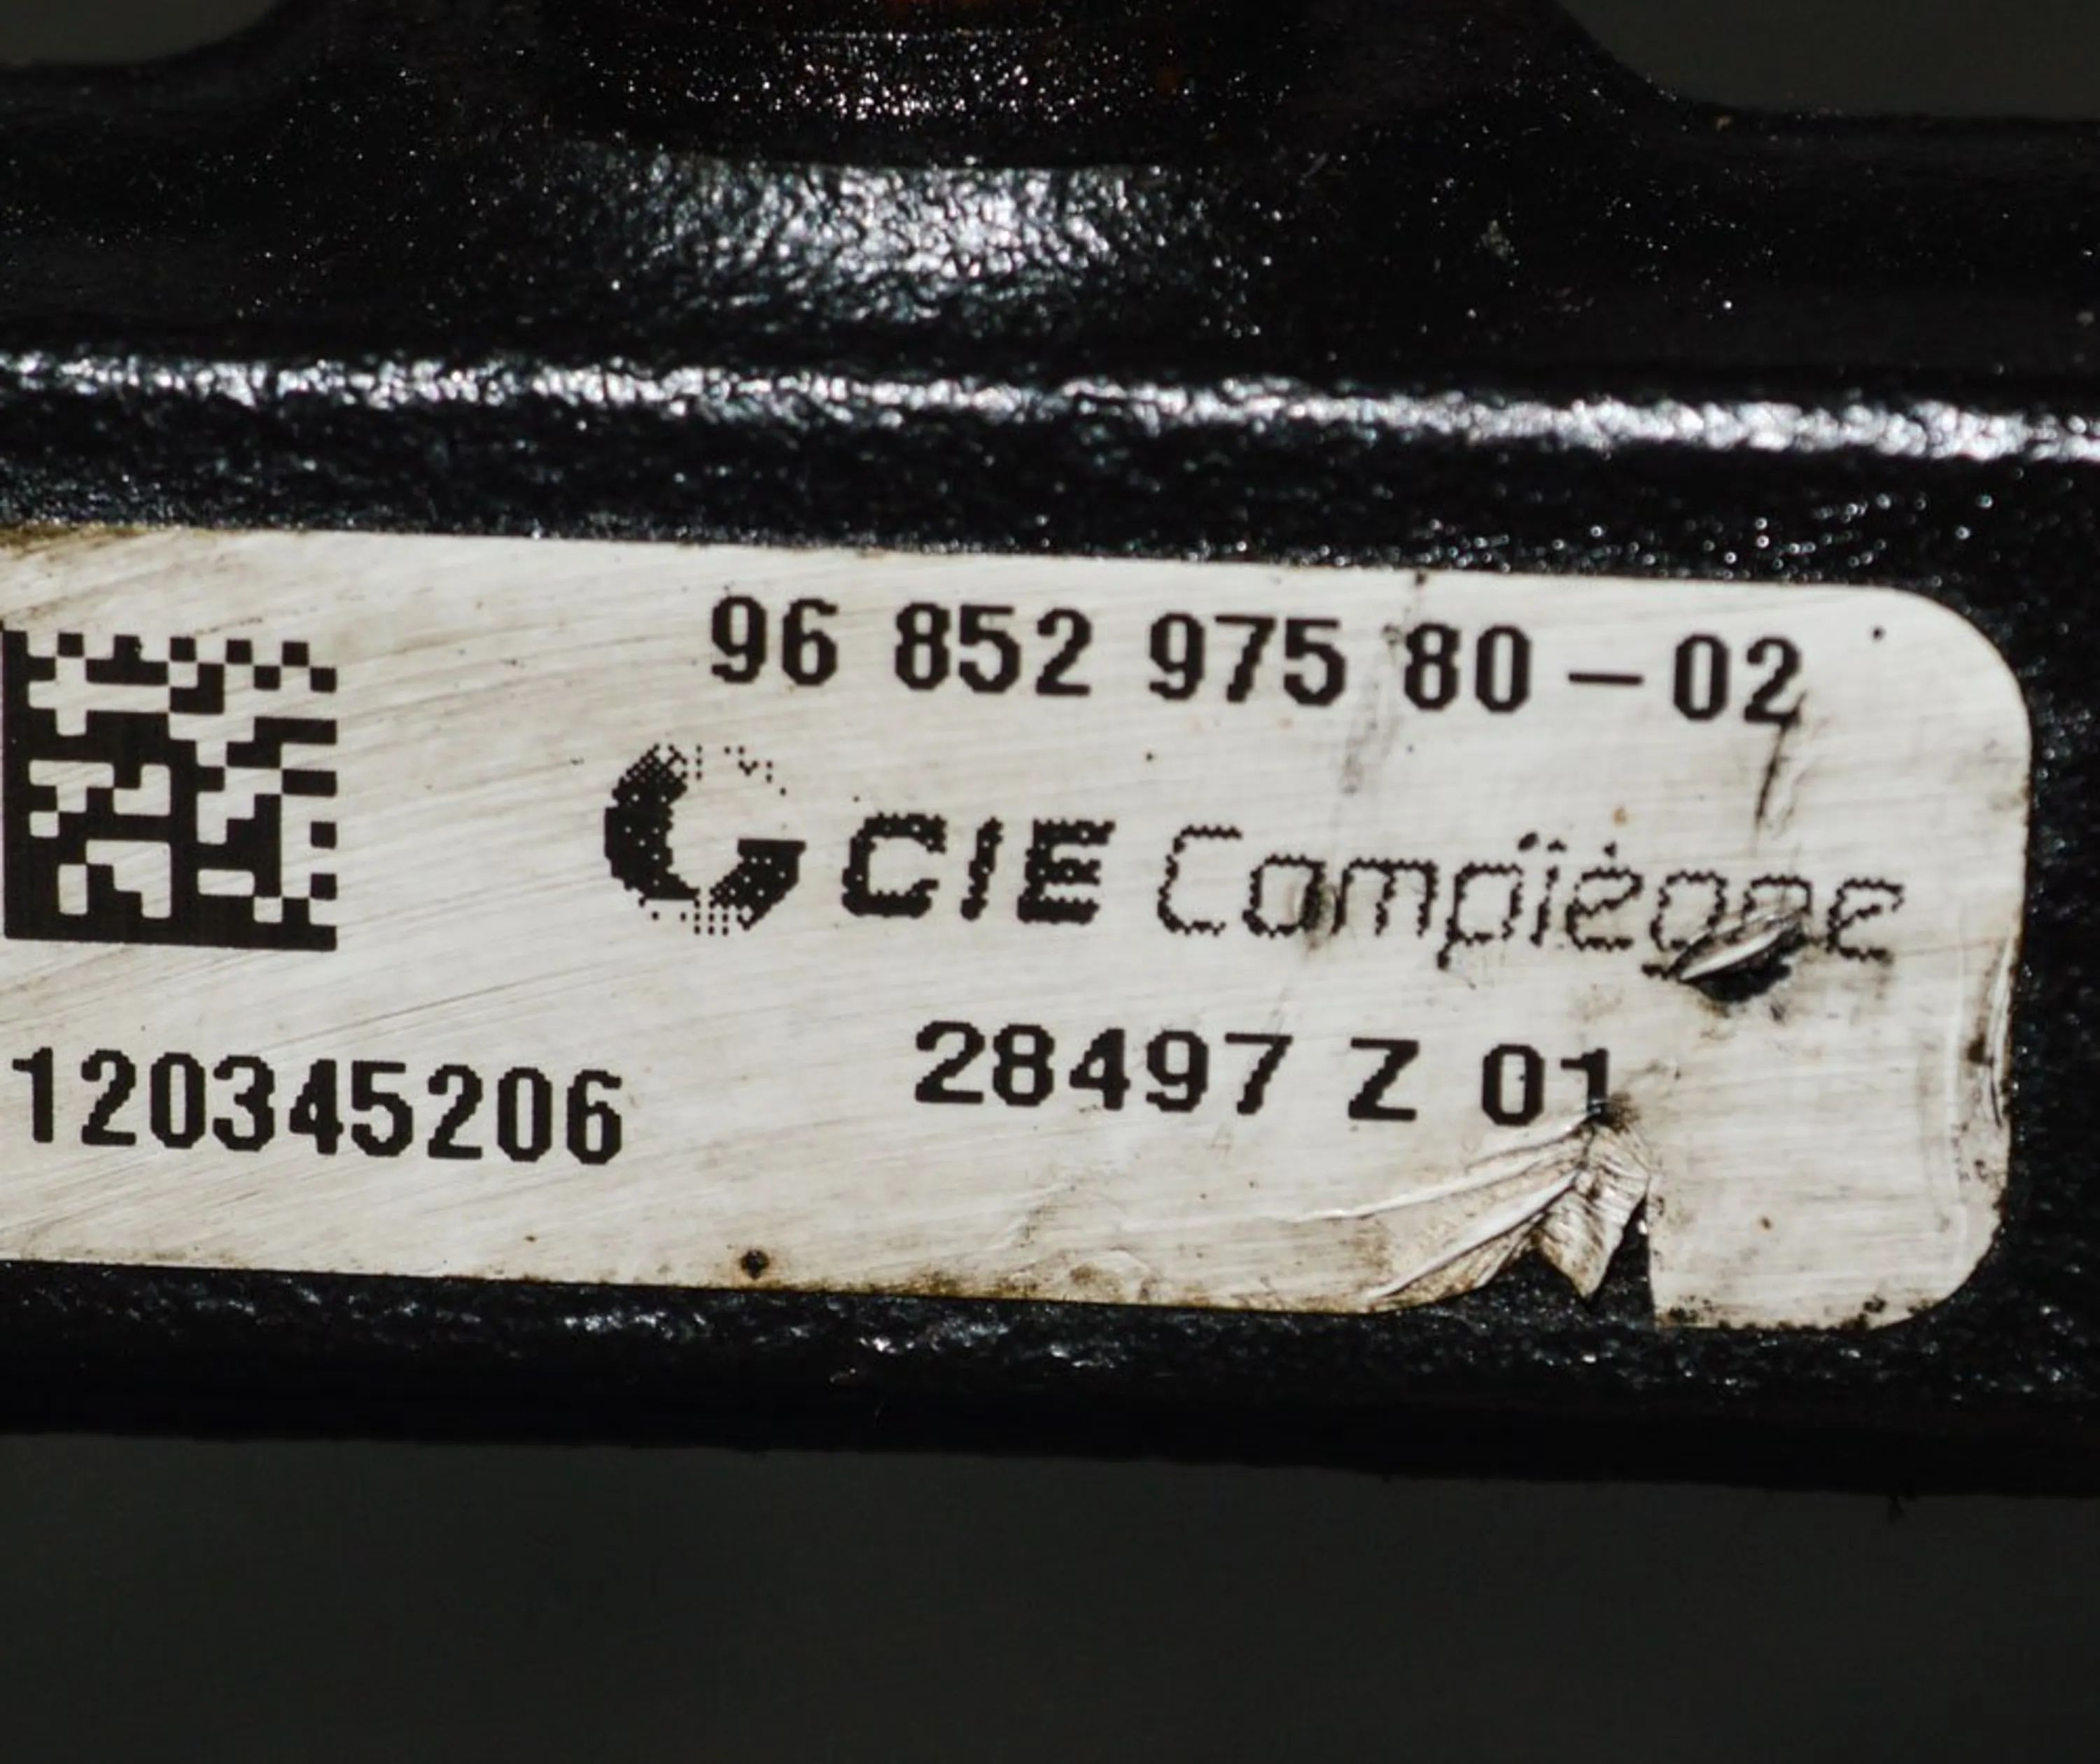 96 852 975 80 – 02
CIE Compiègne
28497 Z 01
120345206